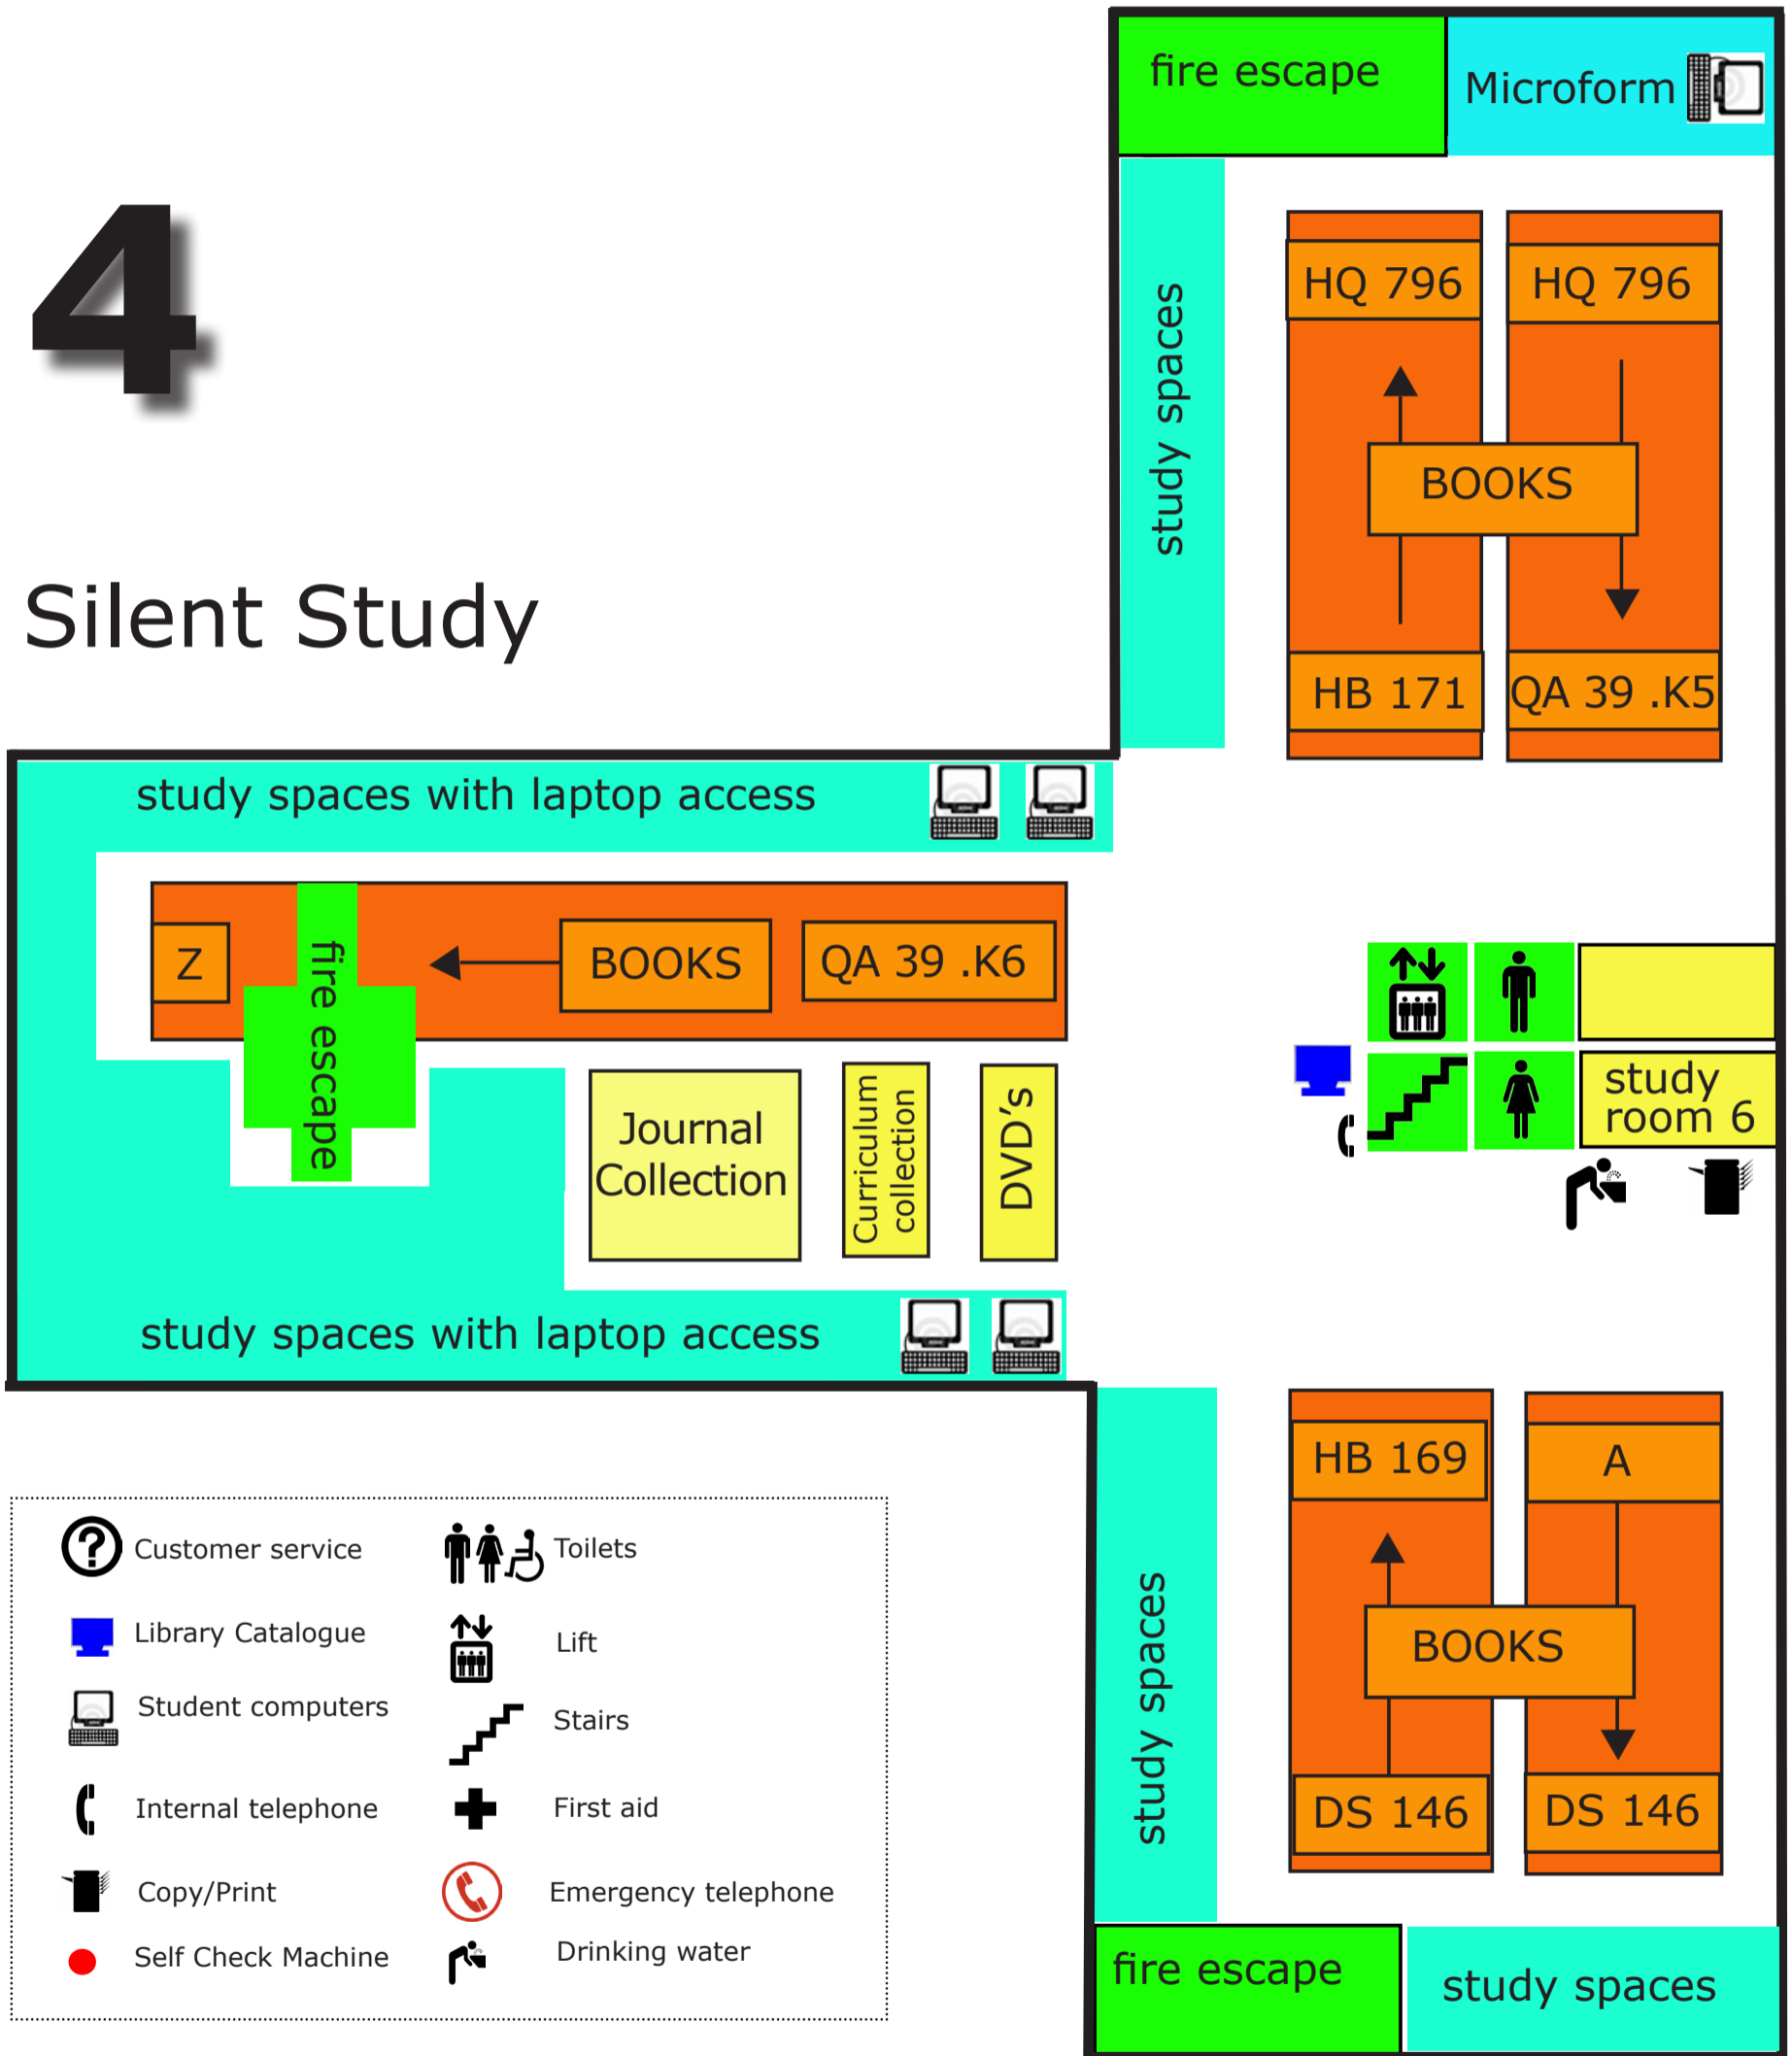 4
Silent Study
fire escape
Microform
study spaces
HQ 796
HQ 796
BOOKS
HB 171
QA 39 .K5
study spaces with laptop access
Z
fire escape
BOOKS
QA 39 .K6
Journal
Collection
Curriculum
collection
DVD's
study
room 6
study spaces with laptop access
study spaces
HB 169
A
BOOKS
DS 146
DS 146
fire escape
study spaces
Customer service
Library Catalogue
Student computers
Internal telephone
Copy/Print
Self Check Machine
Toilets
Lift
Stairs
First aid
Emergency telephone
Drinking water